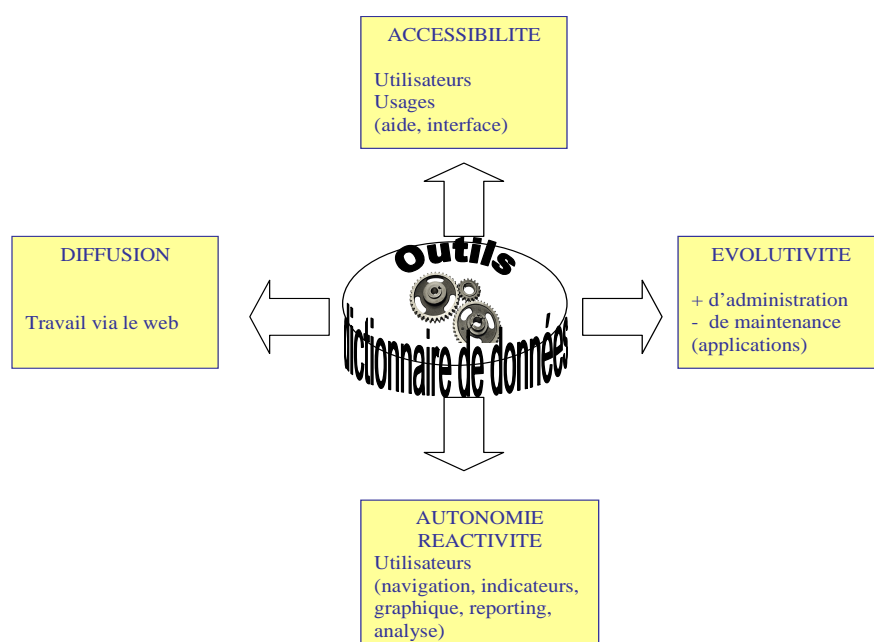 ACCESSIBILITE
Utilisateurs
Usages
(aide, interface)
DIFFUSION
Travail via le web
Outils
dictionnaire de données
EVOLUTIVITE
+ d'administration
- de maintenance
(applications)
AUTONOMIE
REACTIVITE
Utilisateurs
(navigation, indicateurs,
graphique, reporting,
analyse)